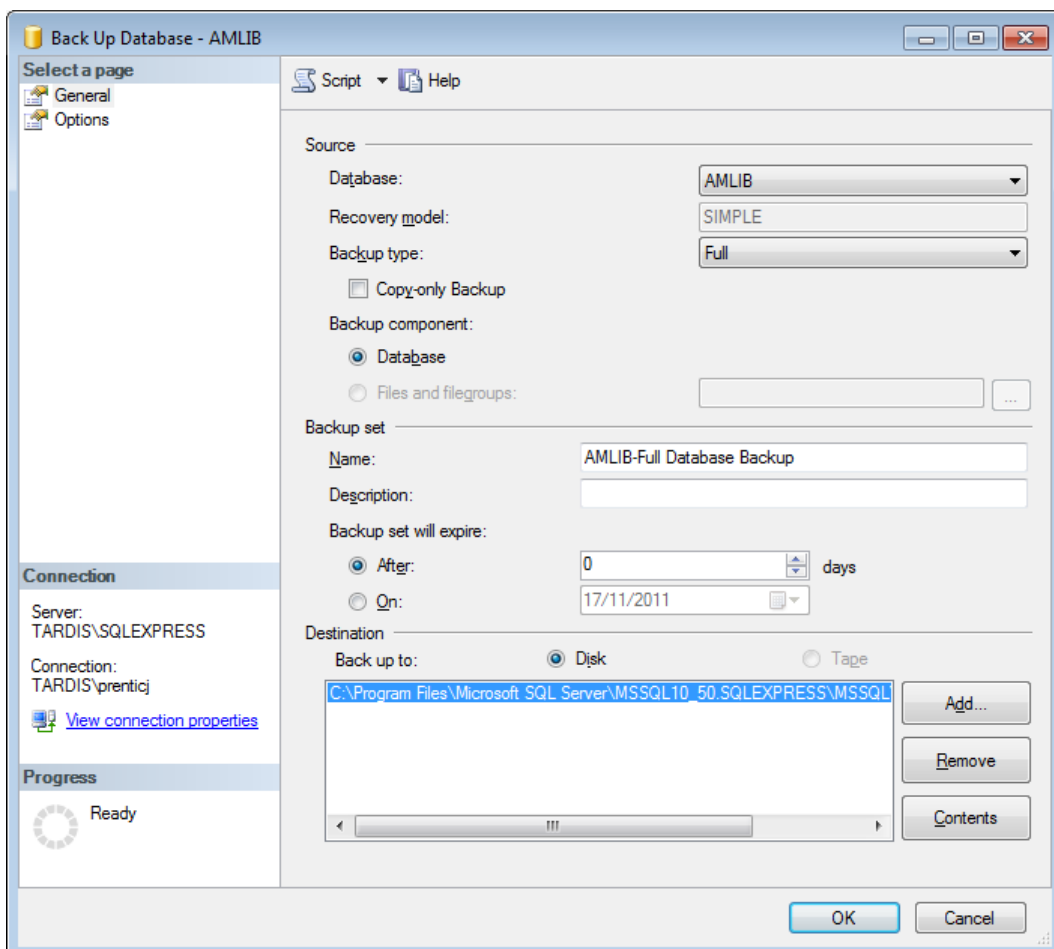 Back Up Database - AMLIB
Select a page
General
Options
Script
Help
Source
Database:
AMLIB
Recovery model:
SIMPLE
Backup type:
Full
Copy-only Backup
Backup component:
Database
Files and filegroups:
...
Backup set
Name:
AMLIB-Full Database Backup
Description:
Backup set will expire:
After:
0
days
On:
17/11/2011
Destination
Back up to:
Disk
Tape
C:\Program Files\Microsoft SQL Server\MSSQL10_50.SQLEXPRESS\MSSQL\
Add...
Remove
Contents
Connection
Server:
TARDIS\SQLEXPRESS
Connection:
TARDIS\prenticj
View connection properties
Progress
Ready
OK
Cancel